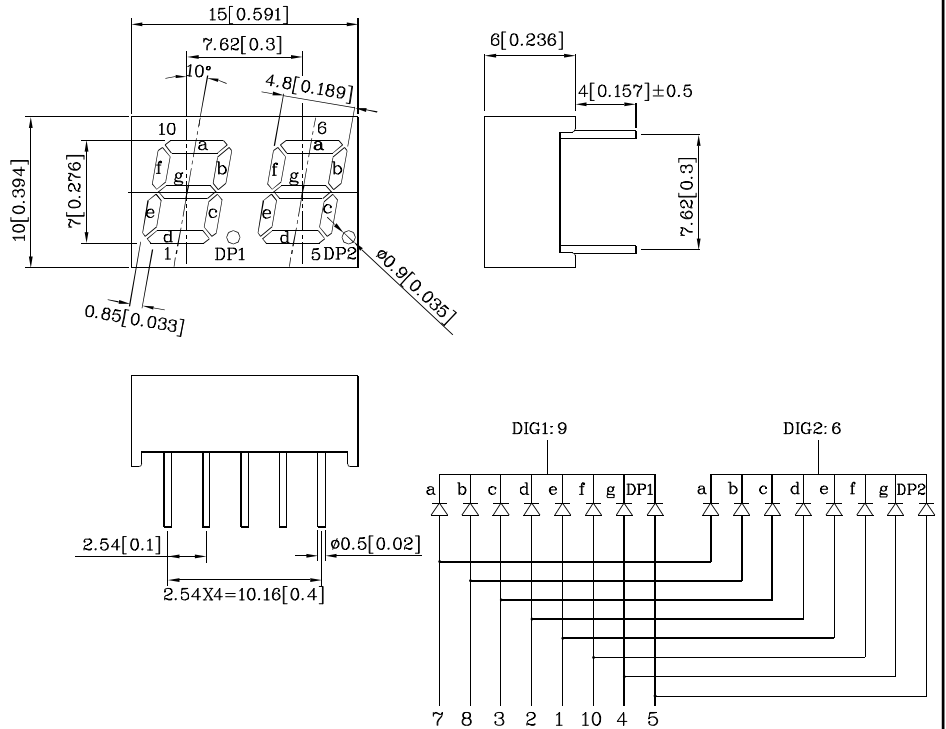 15[0.591]
7.62[0.3]
10°
4.8[0.189]
10 6
a a
f b f b
g g
e c e c
d d
1 DP1 5 DP2
10[0.394]
7[0.276]
0.85[0.033]
ø0.9[0.035]
6[0.236]
4[0.157]±0.5
7.62[0.3]
2.54[0.1]
ø0.5[0.02]
2.54X4=10.16[0.4]
DIG1:9 DIG2:6
a b c d e f g DP1 a b c d e f g DP2
7 8 3 2 1 10 4 5